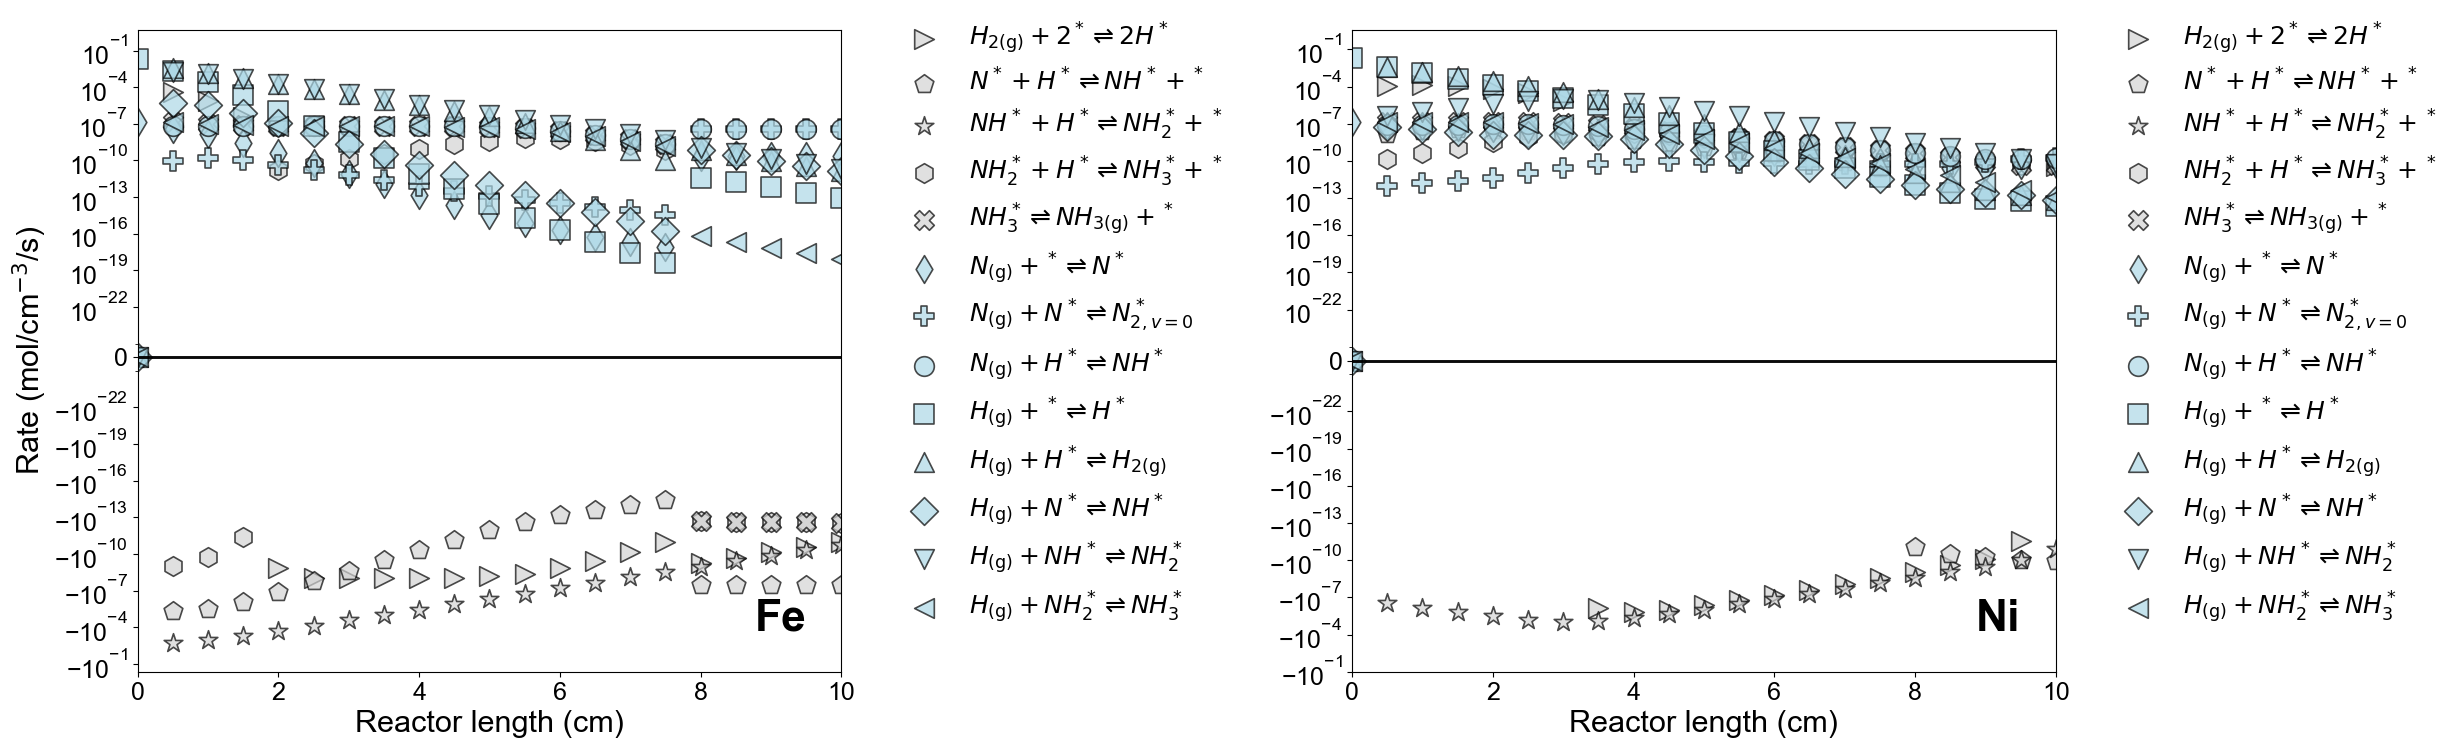 Rate (mol/cm⁻³/s)
10⁻¹
10⁻⁴
10⁻⁷
10⁻¹⁰
10⁻¹³
10⁻¹⁶
10⁻¹⁹
10⁻²²
0
−10⁻²²
−10⁻¹⁹
−10⁻¹⁶
−10⁻¹³
−10⁻¹⁰
−10⁻⁷
−10⁻⁴
−10⁻¹
0 2 4 6 8 10
Reactor length (cm)
Fe
H₂₍g₎ + 2* ⇌ 2H*
N* + H* ⇌ NH* + *
NH* + H* ⇌ NH₂* + *
NH₂* + H* ⇌ NH₃* + *
NH₃* ⇌ NH₃₍g₎ + *
N₍g₎ + * ⇌ N*
N₍g₎ + N* ⇌ N*₂,ᵥ₌₀
N₍g₎ + H* ⇌ NH*
H₍g₎ + * ⇌ H*
H₍g₎ + H* ⇌ H₂₍g₎
H₍g₎ + N* ⇌ NH*
H₍g₎ + NH* ⇌ NH₂*
H₍g₎ + NH₂* ⇌ NH₃*
10⁻¹
10⁻⁴
10⁻⁷
10⁻¹⁰
10⁻¹³
10⁻¹⁶
10⁻¹⁹
10⁻²²
0
−10⁻²²
−10⁻¹⁹
−10⁻¹⁶
−10⁻¹³
−10⁻¹⁰
−10⁻⁷
−10⁻⁴
−10⁻¹
0 2 4 6 8 10
Reactor length (cm)
Ni
H₂₍g₎ + 2* ⇌ 2H*
N* + H* ⇌ NH* + *
NH* + H* ⇌ NH₂* + *
NH₂* + H* ⇌ NH₃* + *
NH₃* ⇌ NH₃₍g₎ + *
N₍g₎ + * ⇌ N*
N₍g₎ + N* ⇌ N*₂,ᵥ₌₀
N₍g₎ + H* ⇌ NH*
H₍g₎ + * ⇌ H*
H₍g₎ + H* ⇌ H₂₍g₎
H₍g₎ + N* ⇌ NH*
H₍g₎ + NH* ⇌ NH₂*
H₍g₎ + NH₂* ⇌ NH₃*